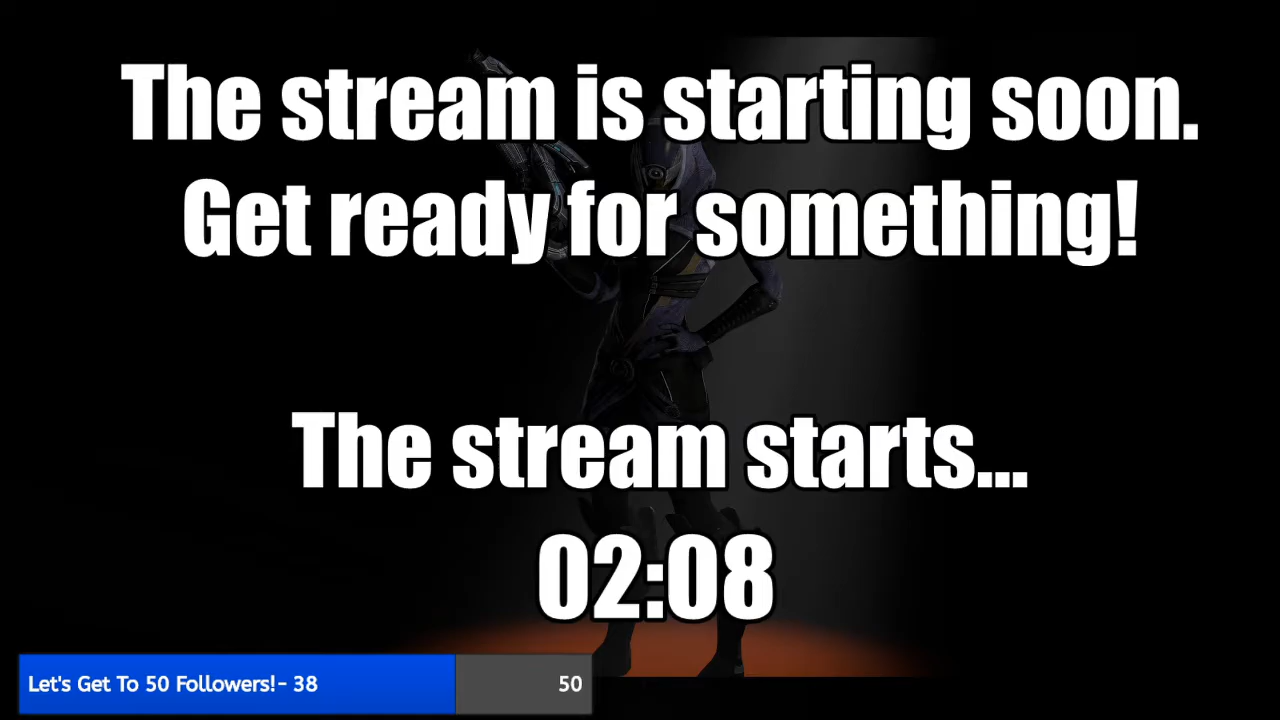 The stream is starting soon.
Get ready for something!
The stream starts...
02:08
Let's Get To 50 Followers!- 38 50